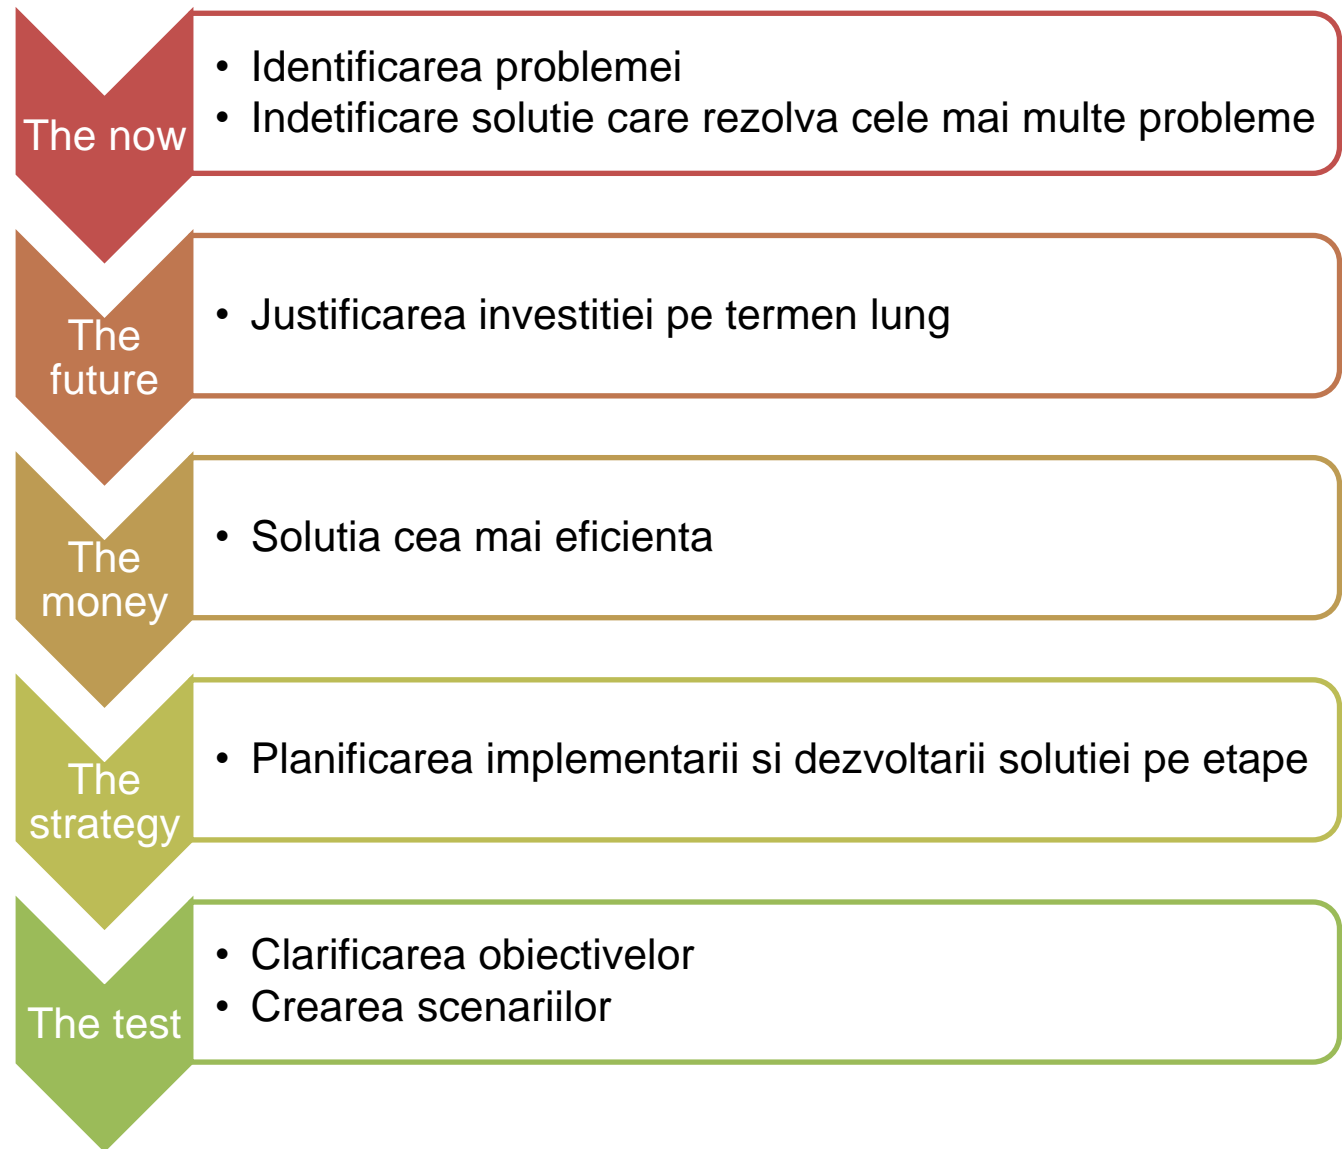 The now
• Identificarea problemei
• Indetificare solutie care rezolva cele mai multe probleme
The
future
• Justificarea investitiei pe termen lung
The
money
• Solutia cea mai eficienta
The
strategy
• Planificarea implementarii si dezvoltarii solutiei pe etape
The test
• Clarificarea obiectivelor
• Crearea scenariilor